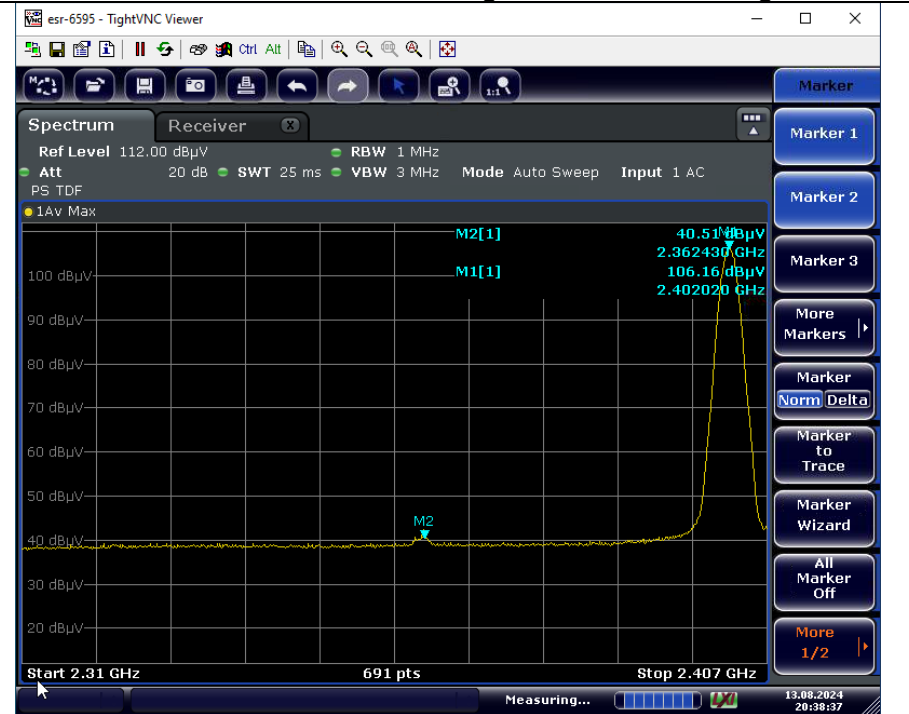 esr-6595 - TightVNC Viewer
Ctrl Alt
1:1
Marker
Spectrum
Receiver
Ref Level 112.00 dBµV
RBW 1 MHz
Att 20 dB SWT 25 ms VBW 3 MHz Mode Auto Sweep Input 1 AC
PS TDF
1Av Max
M2[1] 40.51 dBµV
2.362430 GHz
M1[1] 106.16 dBµV
2.402020 GHz
100 dBµV
90 dBµV
80 dBµV
70 dBµV
60 dBµV
50 dBµV
M2
40 dBµV
30 dBµV
20 dBµV
Start 2.31 GHz 691 pts Stop 2.407 GHz
Marker 1
Marker 2
Marker 3
More
Markers
Marker
Norm Delta
Marker
to
Trace
Marker
Wizard
All
Marker
Off
More
1/2
Measuring...
LXI
13.08.2024
20:38:37